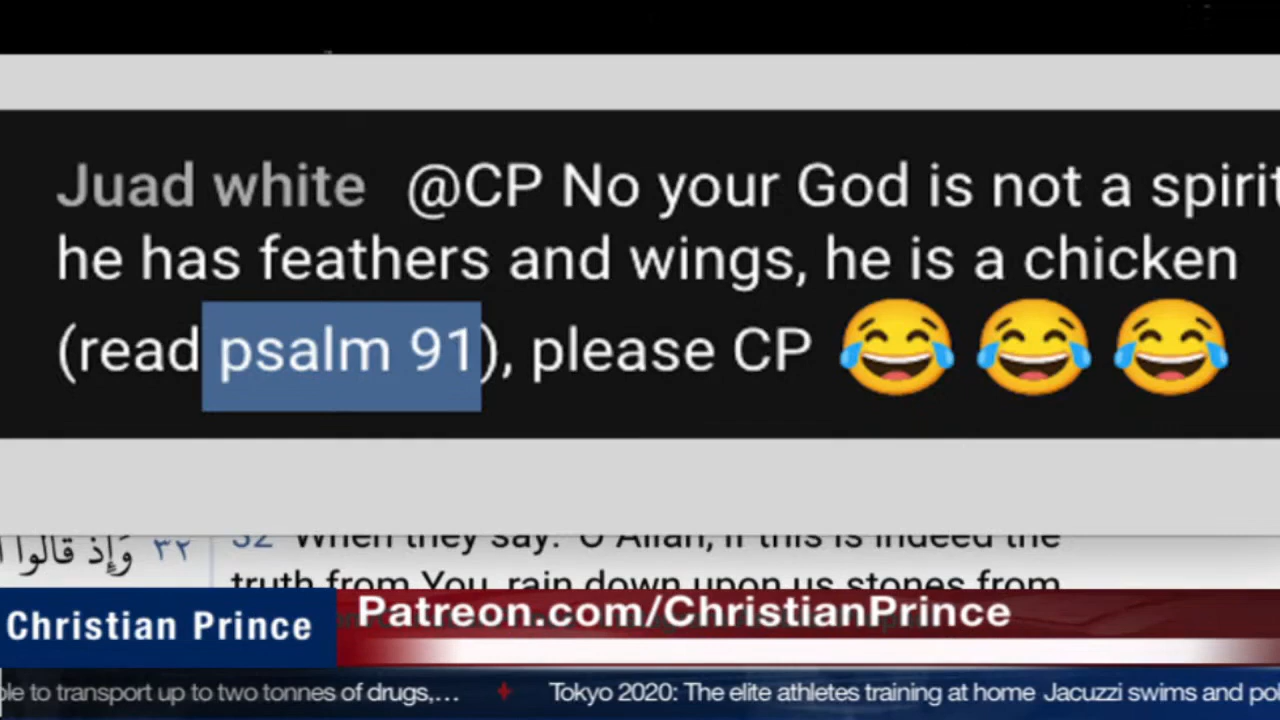 Juad white @CP No your God is not a spirit
he has feathers and wings, he is a chicken
(read psalm 91), please CP 😂 😂 😂
وَإِذ قالُوا ٣٢
32 When they say: 'O Allah, if this is indeed the
truth from You, rain down upon us stones from
Christian Prince
Patreon.com/ChristianPrince
to transport up to two tonnes of drugs,... Tokyo 2020: The elite athletes training at home Jacuzzi swims and